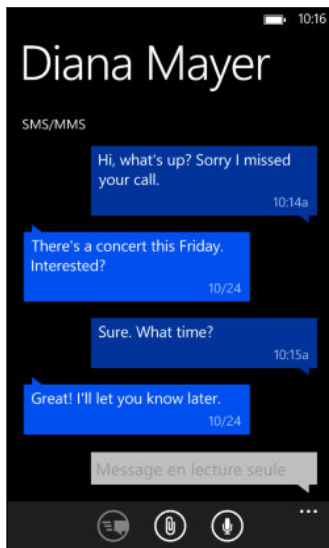 10:16
Diana Mayer
SMS/MMS
Hi, what's up? Sorry I missed
your call.
10:14a
There's a concert this Friday.
Interested?
10/24
Sure. What time?
10:15a
Great! I'll let you know later.
10/24
Message en lecture seule